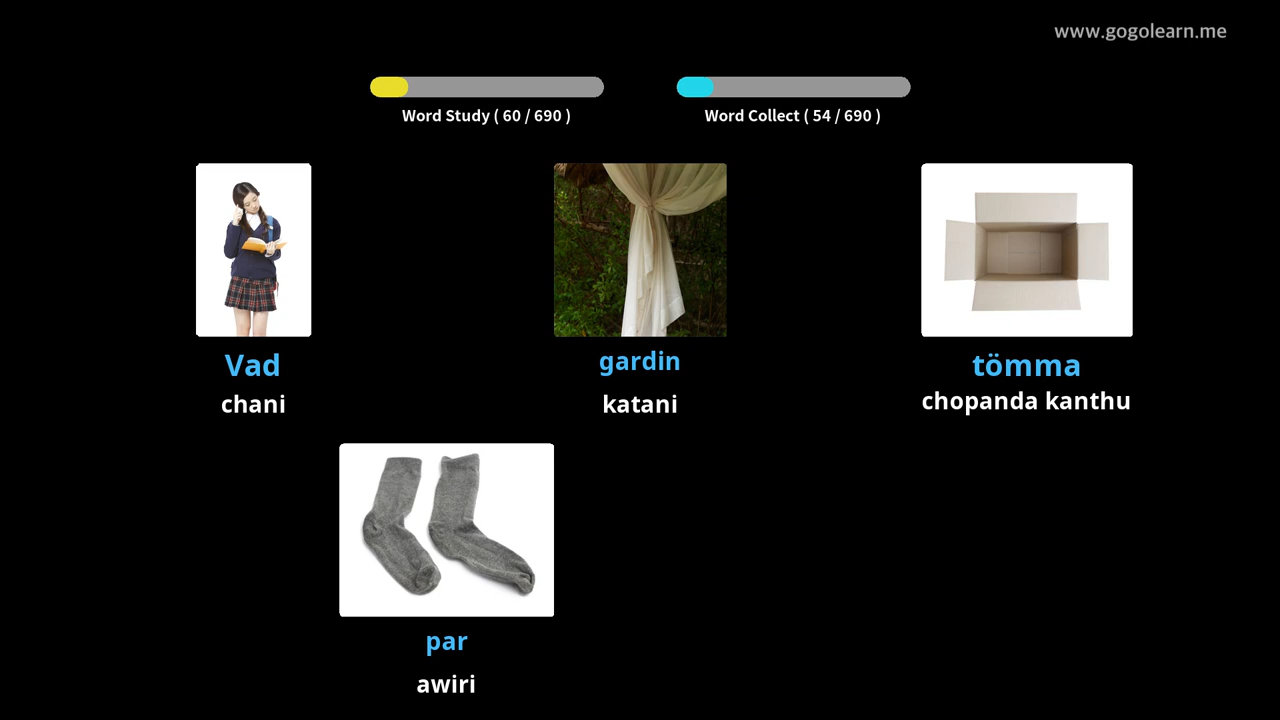 www.gogolearn.me
Word Study ( 60 / 690 )
Word Collect ( 54 / 690 )
Vad
chani
gardin
katani
tömma
chopanda kanthu
par
awiri